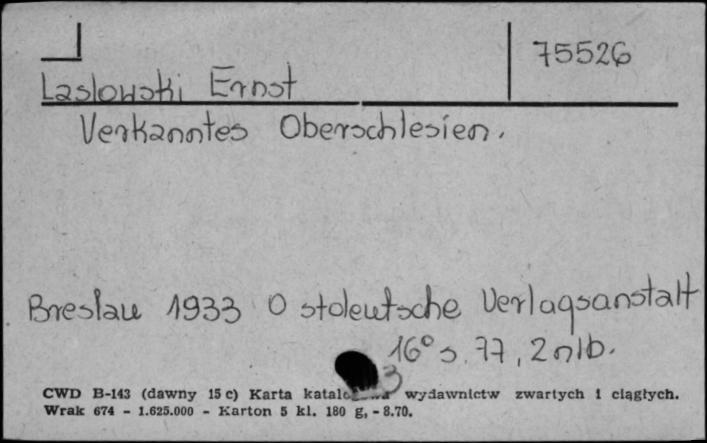 75526
Laslowski Ernst
Verkanntes Oberschlesien.
Breslau 1933 Ostdeutsche Verlagsanstalt
16° s. 77, 2 nlb.
3
CWD B-143 (dawny 15 c) Karta wydawnictw zwartych i ciągłych.
Wrak 674 - 1.625.000 - Karton 5 kl. 180 g, - 8.70.